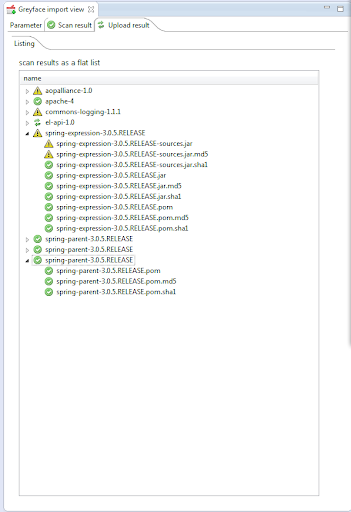 Greyface import view
Parameter Scan result Upload result
Listing
scan results as a flat list
name
aopalliance-1.0
apache-4
commons-logging-1.1.1
el-api-1.0
spring-expression-3.0.5.RELEASE
spring-expression-3.0.5.RELEASE-sources.jar
spring-expression-3.0.5.RELEASE-sources.jar.md5
spring-expression-3.0.5.RELEASE-sources.jar.sha1
spring-expression-3.0.5.RELEASE.jar
spring-expression-3.0.5.RELEASE.jar.md5
spring-expression-3.0.5.RELEASE.jar.sha1
spring-expression-3.0.5.RELEASE.pom
spring-expression-3.0.5.RELEASE.pom.md5
spring-expression-3.0.5.RELEASE.pom.sha1
spring-parent-3.0.5.RELEASE
spring-parent-3.0.5.RELEASE
spring-parent-3.0.5.RELEASE
spring-parent-3.0.5.RELEASE.pom
spring-parent-3.0.5.RELEASE.pom.md5
spring-parent-3.0.5.RELEASE.pom.sha1